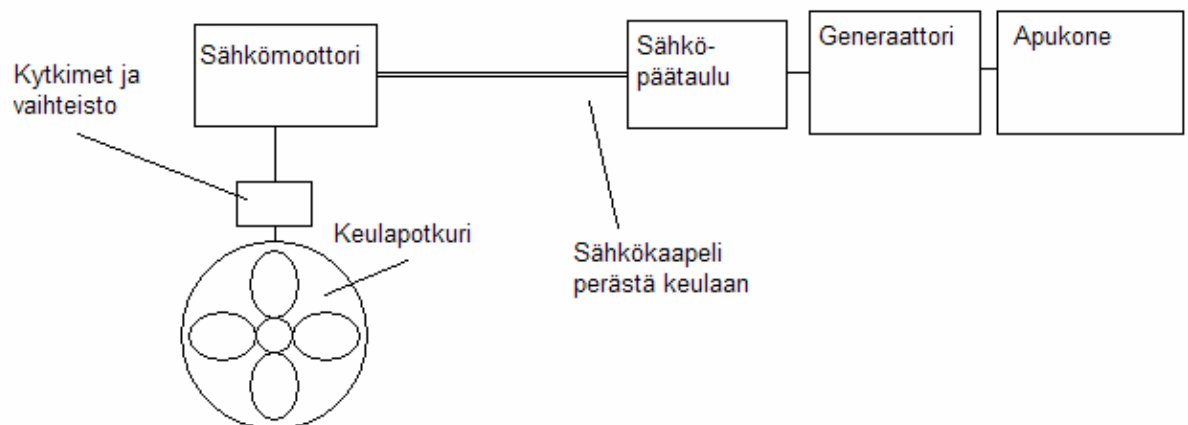 Sähkömoottori
Sähkö-
päätaulu
Generaattori
Apukone
Kytkimet ja
vaihteisto
Keulapotkuri
Sähkökaapeli
perästä keulaan